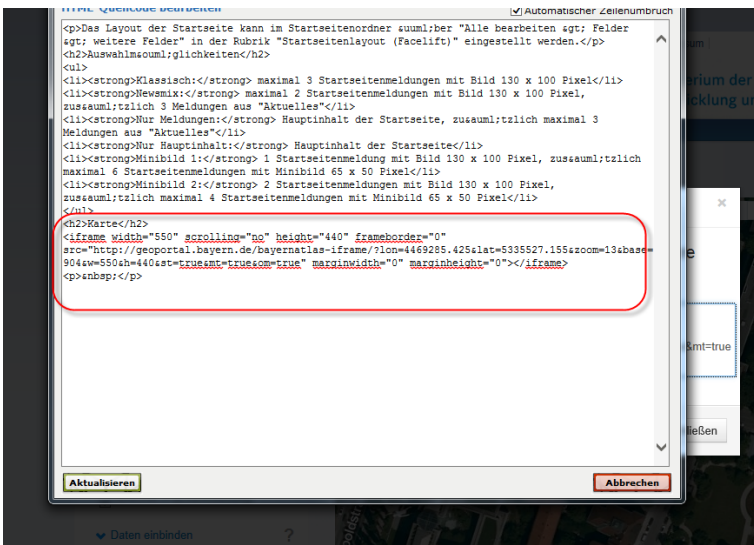 HTML-Quellcode bearbeiten
Automatischer Zeilenumbruch
<p>Das Layout der Startseite kann im Startseitenordner &uuml;ber "Alle bearbeiten &gt; Felder
&gt; weitere Felder" in der Rubrik "Startseitenlayout (Facelift)" eingestellt werden.</p>
<h2>Auswahlm&ouml;glichkeiten</h2>
<ul>
<li><strong>Klassisch:</strong> maximal 3 Startseitenmeldungen mit Bild 130 x 100 Pixel</li>
<li><strong>Newsmix:</strong> maximal 2 Startseitenmeldungen mit Bild 130 x 100 Pixel,
zus&auml;tzlich 3 Meldungen aus "Aktuelles"</li>
<li><strong>Nur Meldungen:</strong> Hauptinhalt der Startseite, zu&auml;tzlich maximal 3
Meldungen aus "Aktuelles"</li>
<li><strong>Nur Hauptinhalt:</strong> Hauptinhalt der Startseite</li>
<li><strong>Minibild 1:</strong> 1 Startseitenmeldung mit Bild 130 x 100 Pixel, zus&auml;tzlich
maximal 6 Startseitenmeldungen mit Minibild 65 x 50 Pixel</li>
<li><strong>Minibild 2:</strong> 2 Startseitenmeldungen mit Bild 130 x 100 Pixel,
zus&auml;tzlich maximal 4 Startseitenmeldungen mit Minibild 65 x 50 Pixel</li>
</ul>
<h2>Karte</h2>
<iframe width="550" scrolling="no" height="440" frameborder="0"
src="http://geoportal.bayern.de/bayernatlas-iframe/?lon=4469285.425&lat=5335527.155&zoom=13&base=
904&w=550&h=440&st=true&mt=true&om=true" marginwidth="0" marginheight="0"></iframe>
<p>&nbsp;</p>
erium der
icklung u
×
e
&mt=true
ließen
Aktualisieren
Abbrechen
Daten einbinden
?